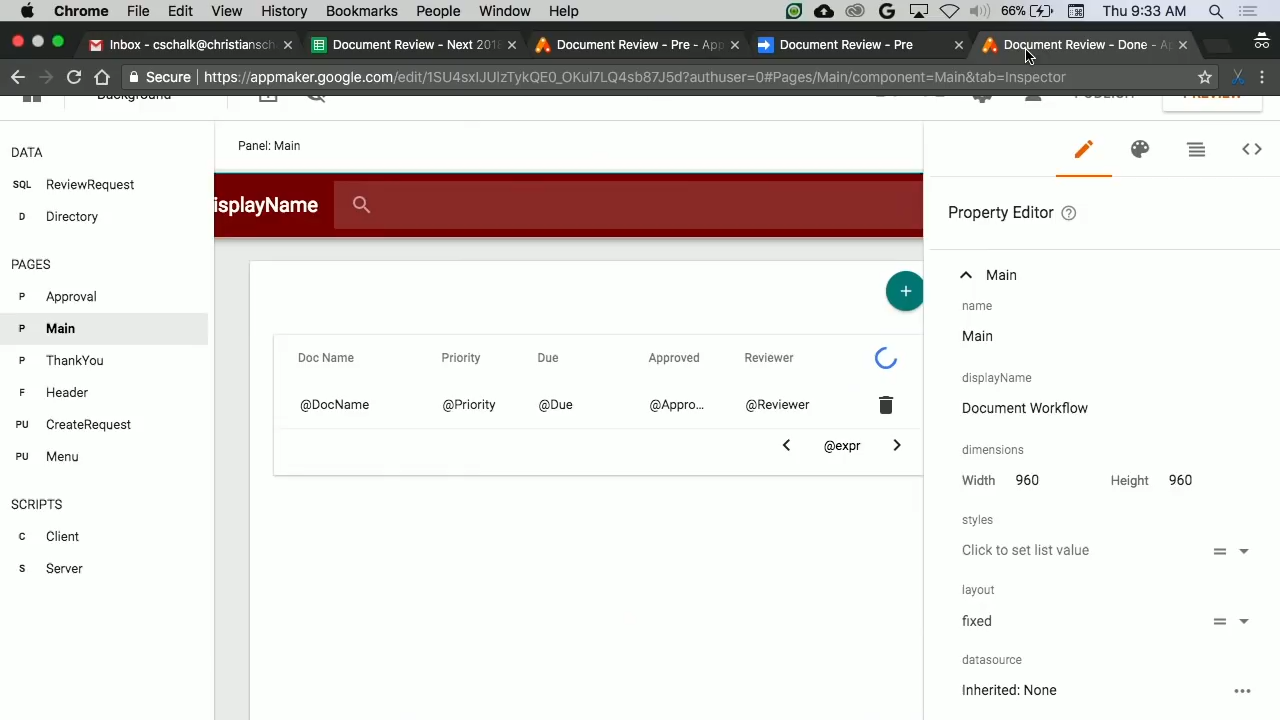 Chrome File Edit View History Bookmarks People Window Help 66% Thu 9:33 AM
Inbox - cschalk@christiansch Document Review - Next 2018 Document Review - Pre - App Document Review - Pre Document Review - Done - Ap
Secure https://appmaker.google.com/edit/1SU4sxIJUlzTykQE0_OKul7LQ4sb87J5d?authuser=0#Pages/Main/component=Main&tab=Inspector
Background PUBLISH PREVIEW
DATA
SQL ReviewRequest
D Directory
PAGES
P Approval
P Main
P ThankYou
F Header
PU CreateRequest
PU Menu
SCRIPTS
C Client
S Server
Panel: Main
isplayName
Doc Name Priority Due Approved Reviewer
@DocName @Priority @Due @Appro... @Reviewer
@expr
Property Editor
Main
name
Main
displayName
Document Workflow
dimensions
Width 960 Height 960
styles
Click to set list value
layout
fixed
datasource
Inherited: None